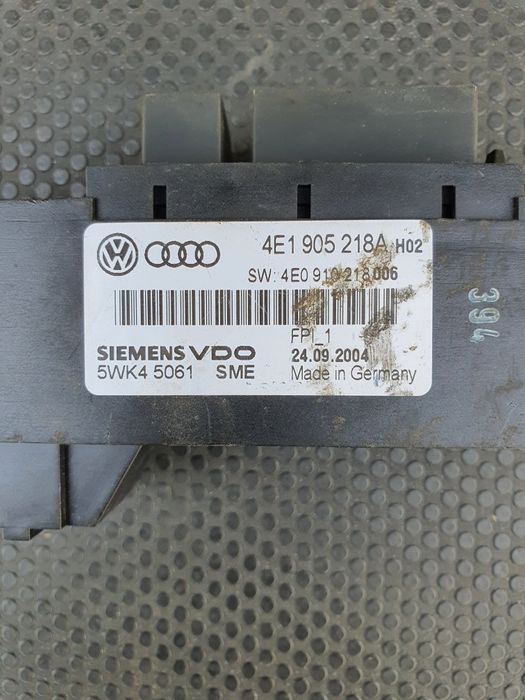 4E1 905 218A H02
SW: 4E0 910 218 006
FPI_1
SIEMENS VDO 24.09.2004
5WK4 5061 SME Made in Germany
394